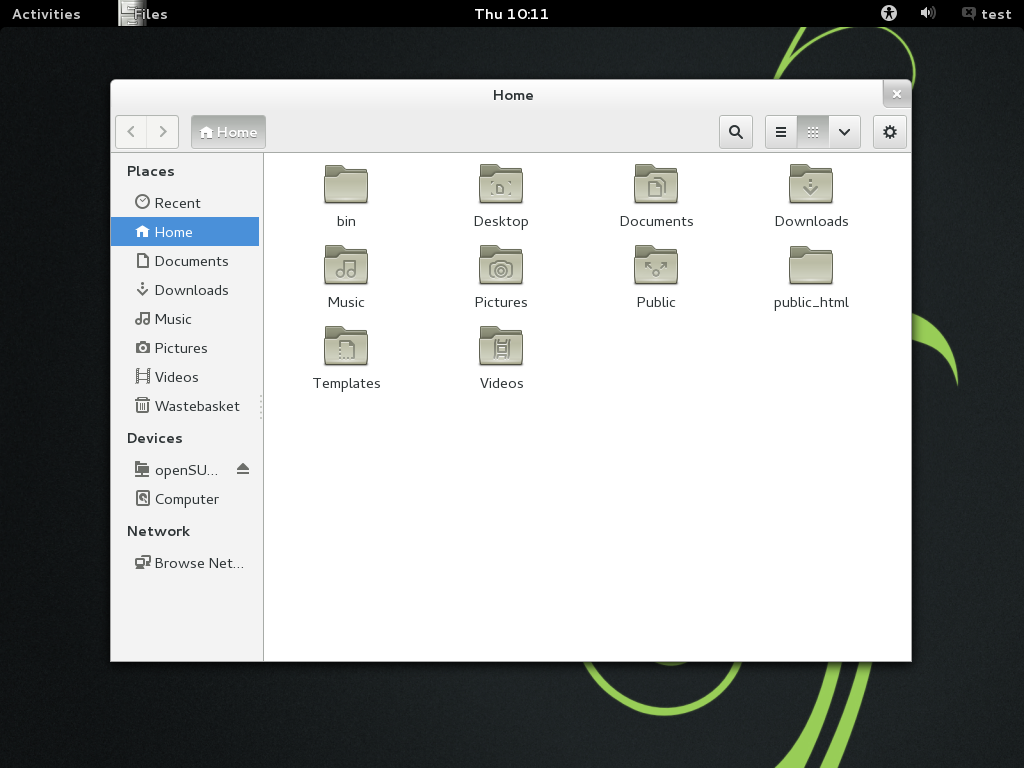 Activities Files Thu 10:11 test
Home
Home
Places
Recent
Home
Documents
Downloads
Music
Pictures
Videos
Wastebasket
Devices
openSU...
Computer
Network
Browse Net...
bin Desktop Documents Downloads
Music Pictures Public public_html
Templates Videos